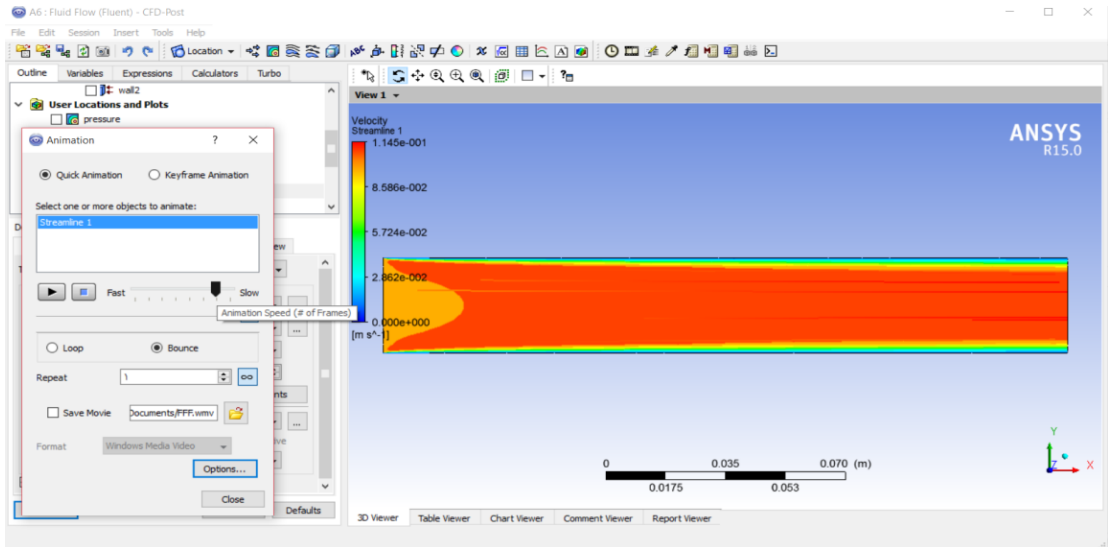 A6 : Fluid Flow (Fluent) - CFD-Post
File Edit Session Insert Tools Help
Location
Outline Variables Expressions Calculators Turbo
wall2
User Locations and Plots
pressure
Animation ? ×
Quick Animation Keyframe Animation
Select one or more objects to animate:
Streamline 1
Fast Slow
Animation Speed (# of Frames)
Loop Bounce
Repeat 1
Save Movie Documents/FFF.wmv
Format Windows Media Video
Options...
Close
Defaults
View 1
Velocity
Streamline 1
1.145e-001
8.586e-002
5.724e-002
2.862e-002
0.000e+000
[m s^-1]
ANSYS
R15.0
0 0.035 0.070 (m)
0.0175 0.053
Y
Z X
3D Viewer Table Viewer Chart Viewer Comment Viewer Report Viewer